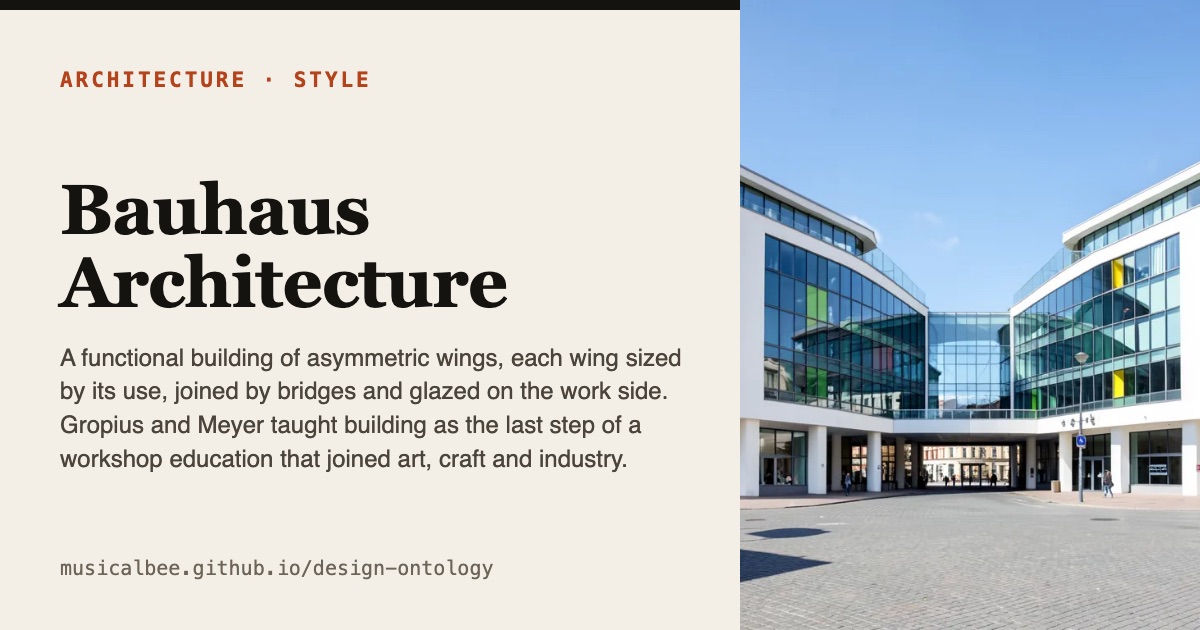 ARCHITECTURE · STYLE
Bauhaus
Architecture
A functional building of asymmetric wings, each wing sized
by its use, joined by bridges and glazed on the work side.
Gropius and Meyer taught building as the last step of a
workshop education that joined art, craft and industry.
musicalbee.github.io/design-ontology